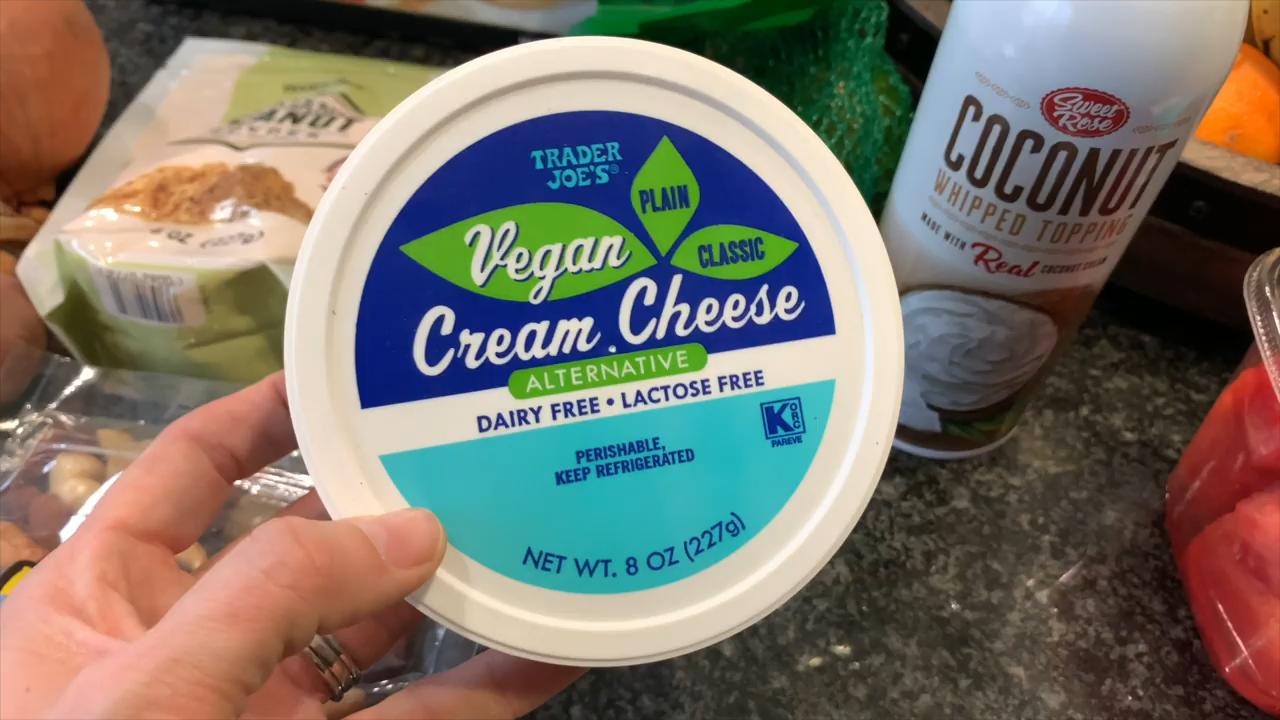 TRADER
JOE'S®
PLAIN
Vegan
CLASSIC
Cream Cheese
ALTERNATIVE
DAIRY FREE • LACTOSE FREE
K
ORC
PAREVE
PERISHABLE,
KEEP REFRIGERATED
NET WT. 8 OZ (227g)
Sweet
Rose
COCONUT
WHIPPED TOPPING
MADE WITH Real COCONUT CREAM